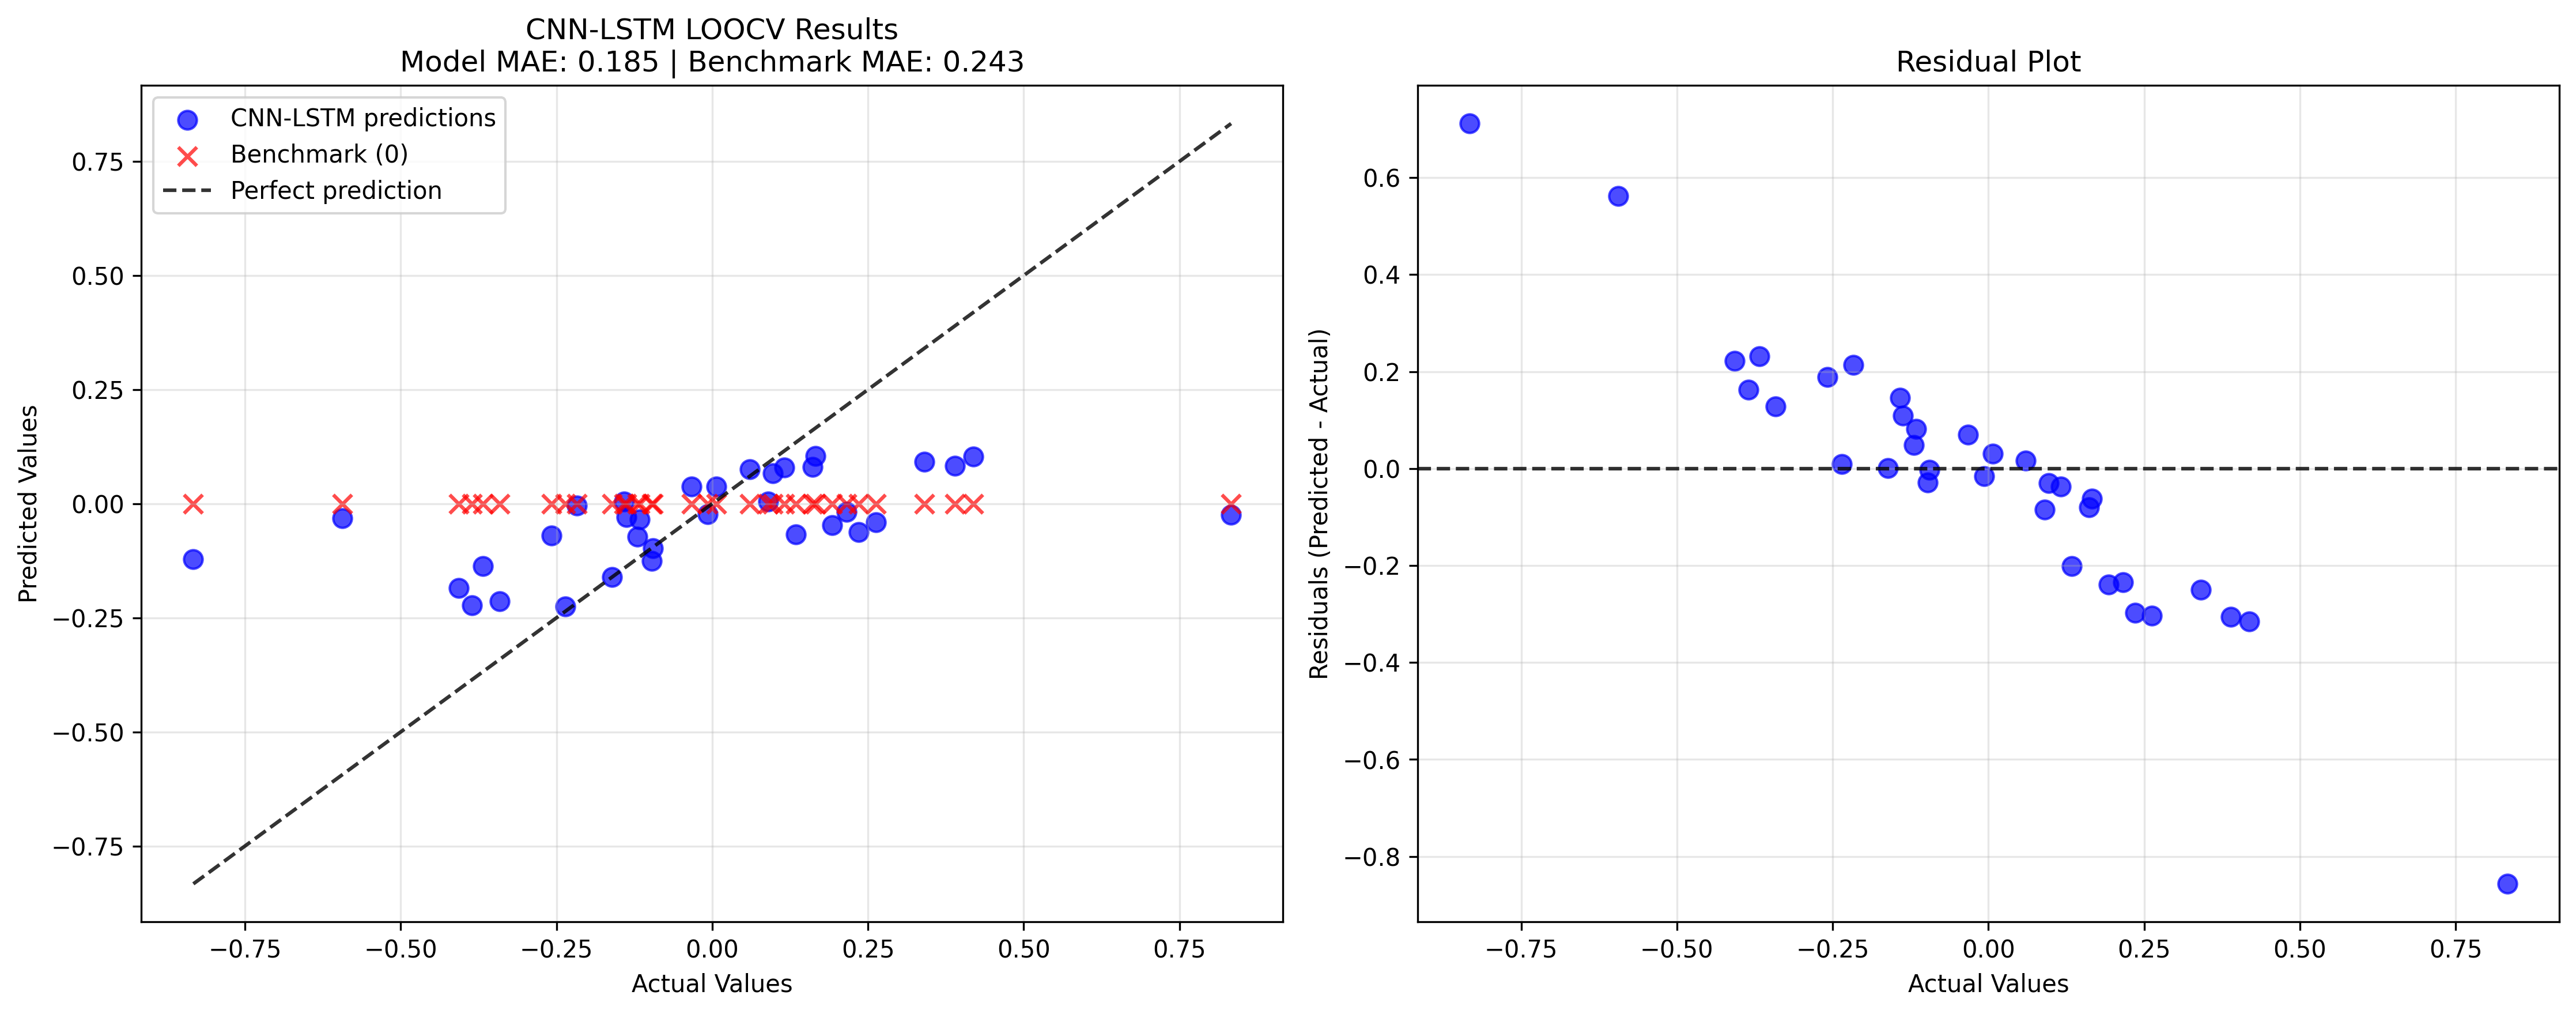 CNN-LSTM LOOCV Results
Model MAE: 0.185 | Benchmark MAE: 0.243
CNN-LSTM predictions
Benchmark (0)
Perfect prediction
Predicted Values
0.75
0.50
0.25
0.00
−0.25
−0.50
−0.75
−0.75 −0.50 −0.25 0.00 0.25 0.50 0.75
Actual Values
Residual Plot
Residuals (Predicted - Actual)
0.6
0.4
0.2
0.0
−0.2
−0.4
−0.6
−0.8
−0.75 −0.50 −0.25 0.00 0.25 0.50 0.75
Actual Values